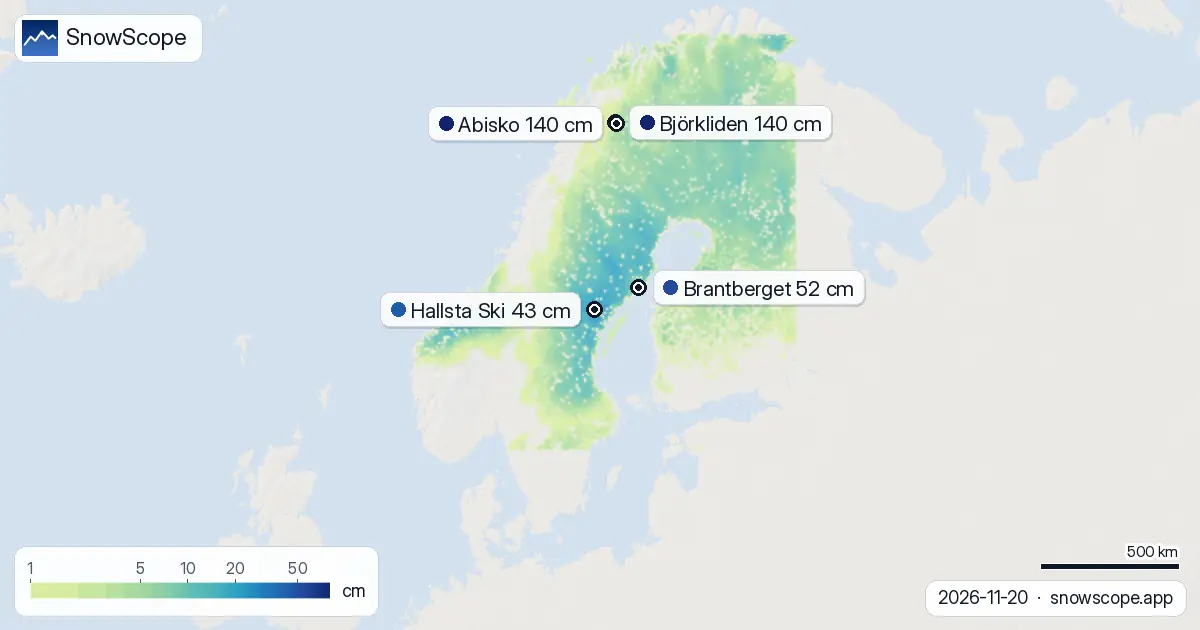 SnowScope
Abisko 140 cm
Björkliden 140 cm
Brantberget 52 cm
Hallsta Ski 43 cm
1 5 10 20 50
cm
500 km
2026-11-20 · snowscope.app